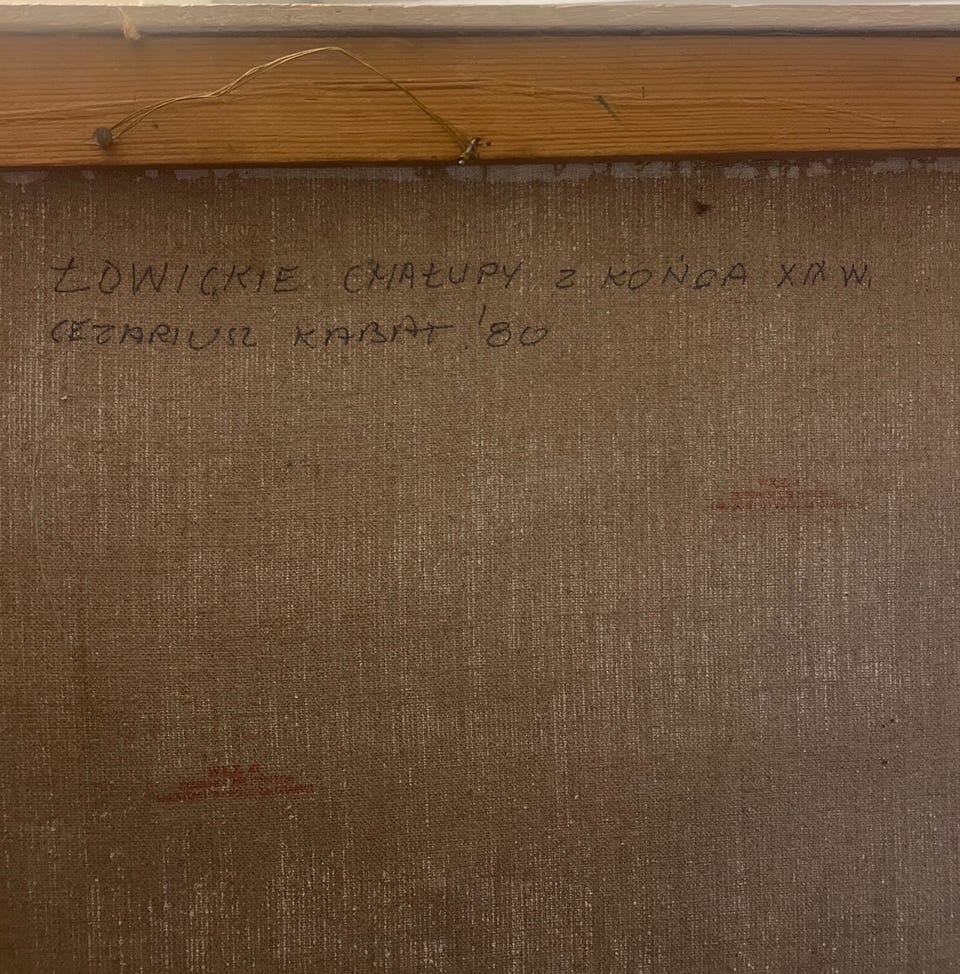 ŁOWICKIE CHAŁUPY Z KOŃCA XIX W.
CEZARIUSZ KABAT '80